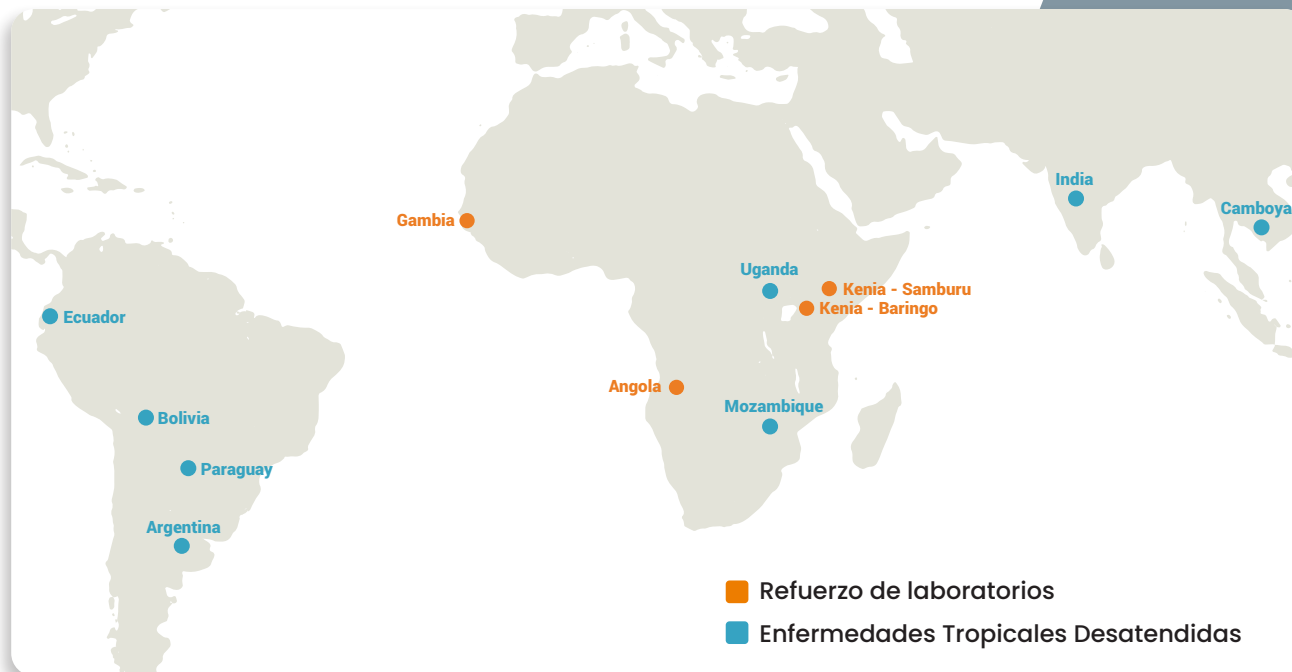 India
Camboya
Gambia
Uganda
Kenia - Samburu
Kenia - Baringo
Ecuador
Angola
Mozambique
Bolivia
Paraguay
Argentina
Refuerzo de laboratorios
Enfermedades Tropicales Desatendidas